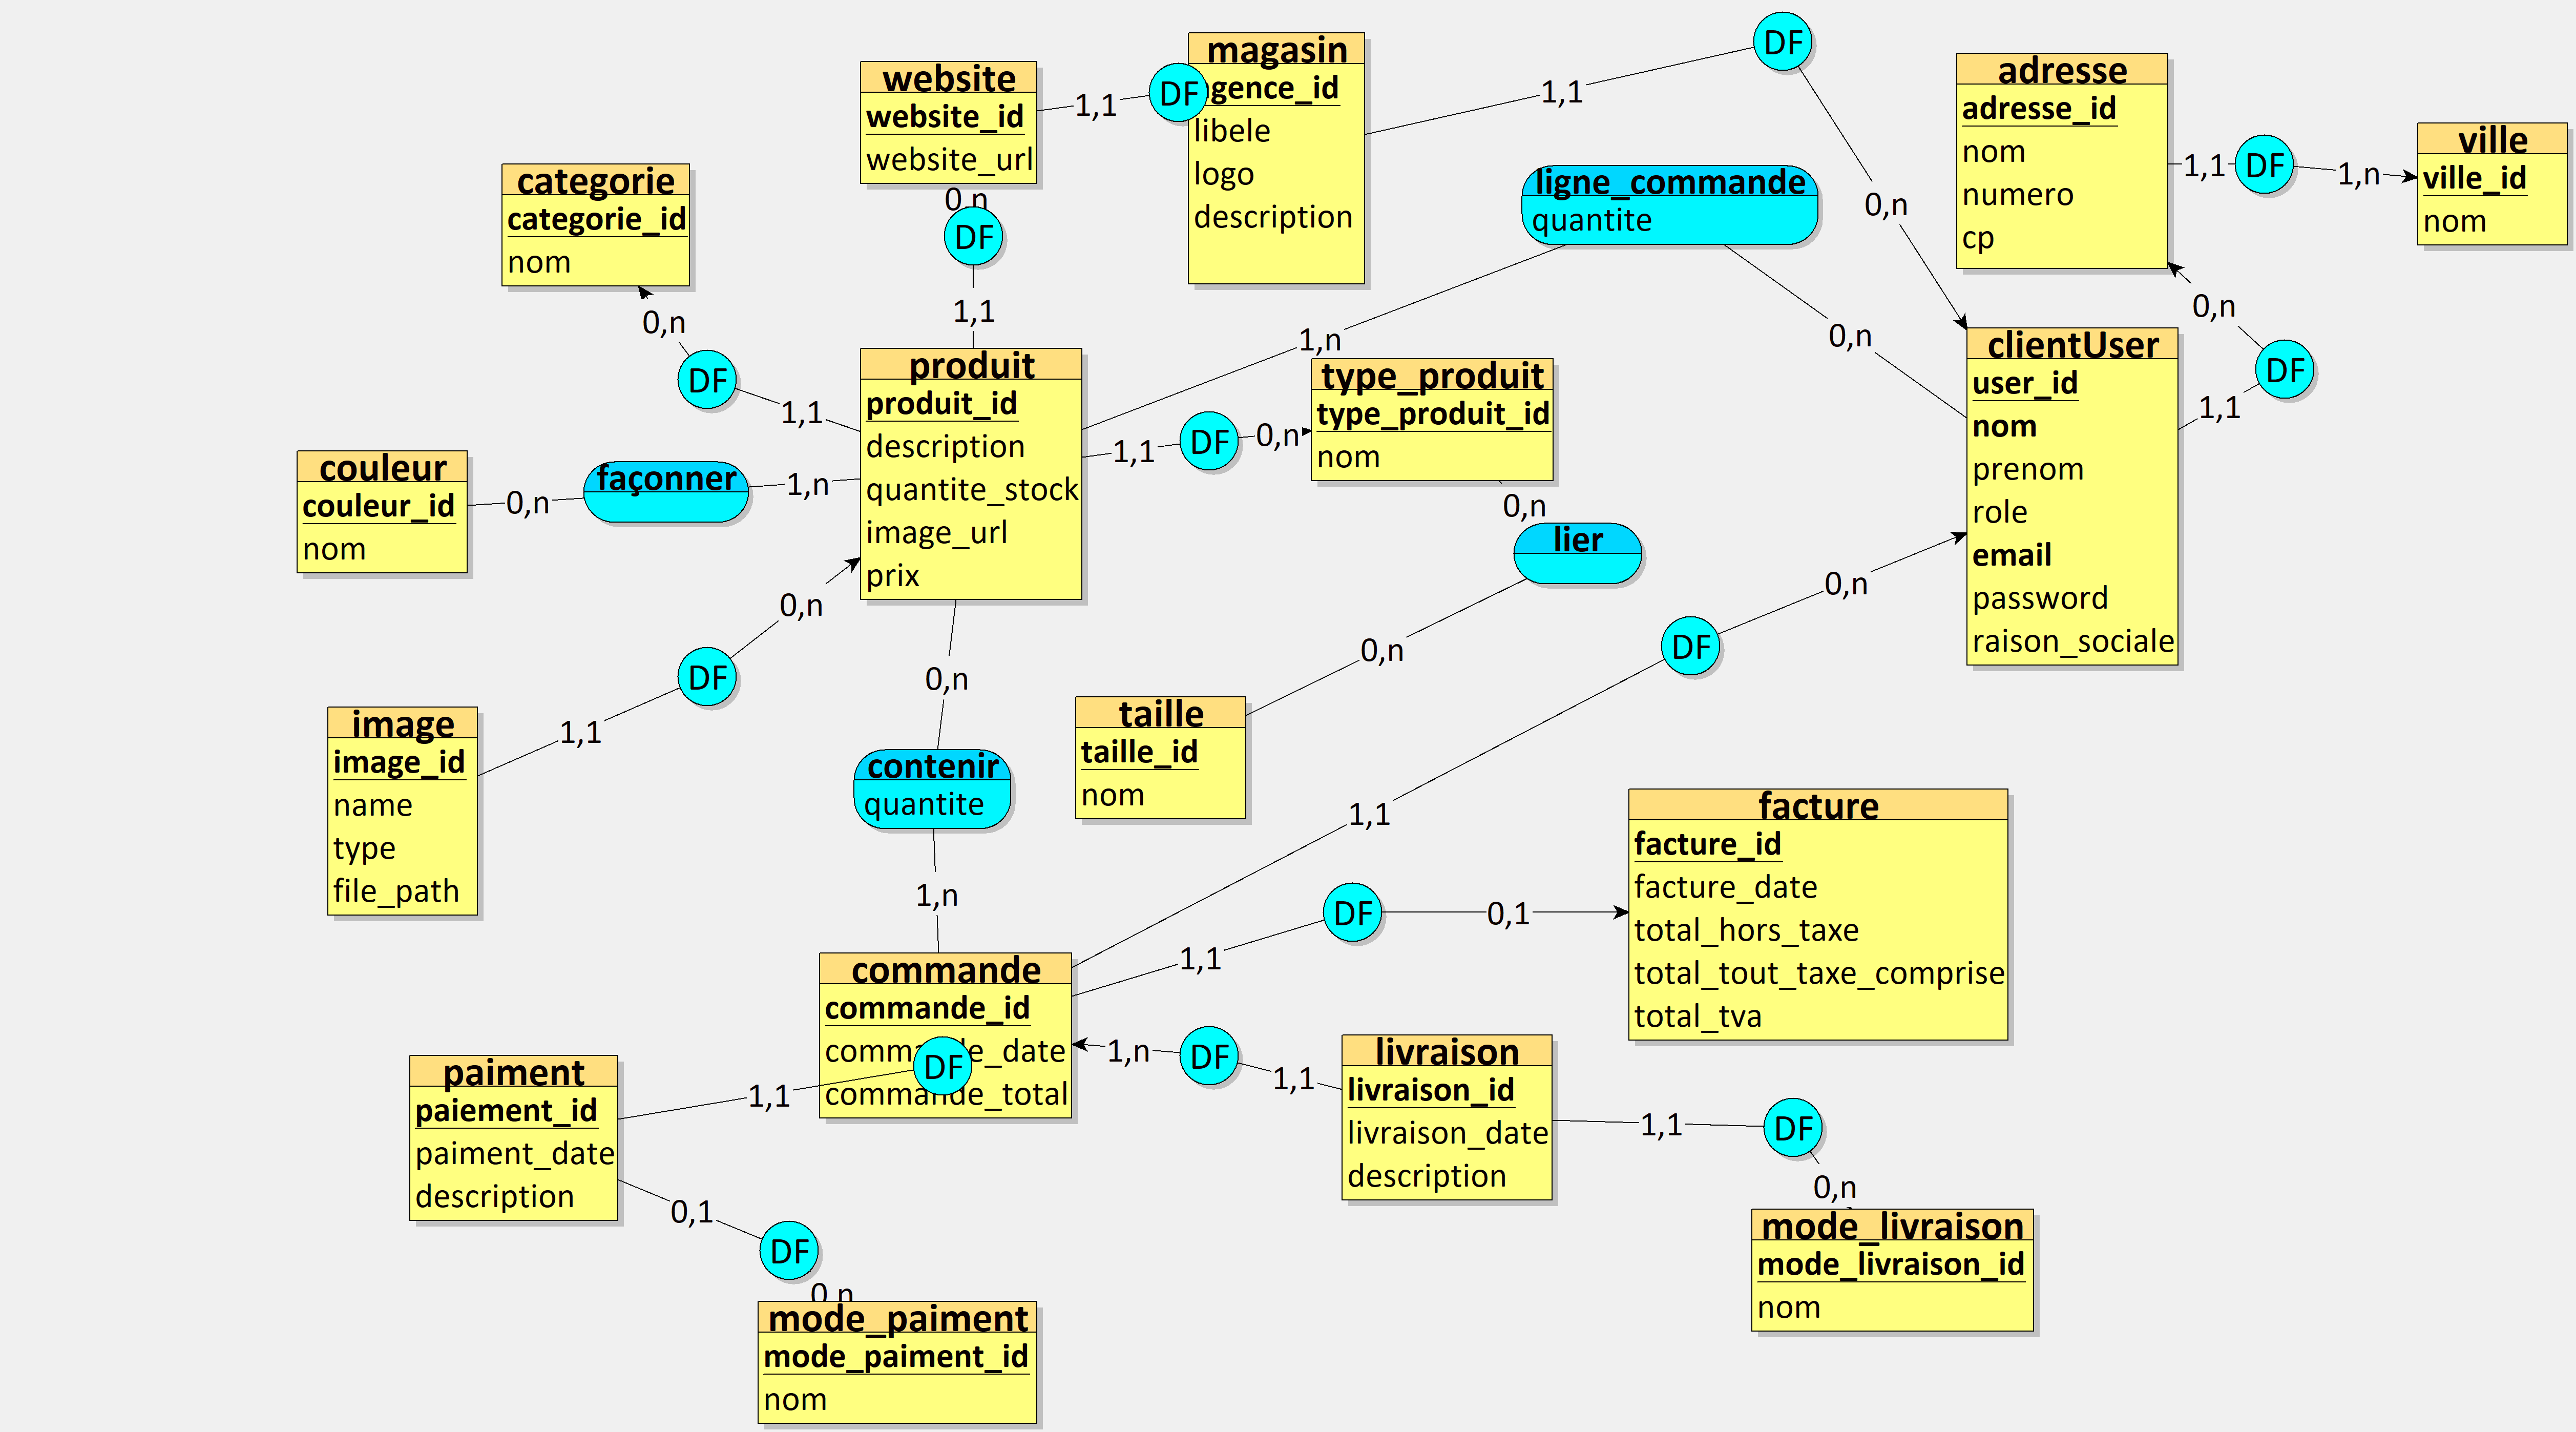 website
website_id
website_url
1,1
DF
magasin
gence_id
libele
logo
description
1,1
DF
0,n
adresse
adresse_id
nom
numero
cp
1,1
DF
1,n
ville
ville_id
nom
categorie
categorie_id
nom
0,n
DF
1,1
0,n
DF
1,1
ligne_commande
quantite
1,n
0,n
0,n
DF
1,1
clientUser
user_id
nom
prenom
role
email
password
raison_sociale
produit
produit_id
description
quantite_stock
image_url
prix
1,1
DF
0,n
type_produit
type_produit_id
nom
0,n
lier
0,n
couleur
couleur_id
nom
0,n
façonner
1,n
0,n
DF
1,1
image
image_id
name
type
file_path
0,n
contenir
quantite
1,n
taille
taille_id
nom
0,n
DF
1,1
facture
facture_id
facture_date
total_hors_taxe
total_tout_taxe_comprise
total_tva
1,1
DF
0,1
commande
commande_id
comm
e_date
comma
de_total
DF
1,1
1,n
DF
1,1
livraison
livraison_id
livraison_date
description
1,1
DF
0,n
mode_livraison
mode_livraison_id
nom
paiment
paiement_id
paiment_date
description
0,1
DF
0,n
mode_paiment
mode_paiment_id
nom